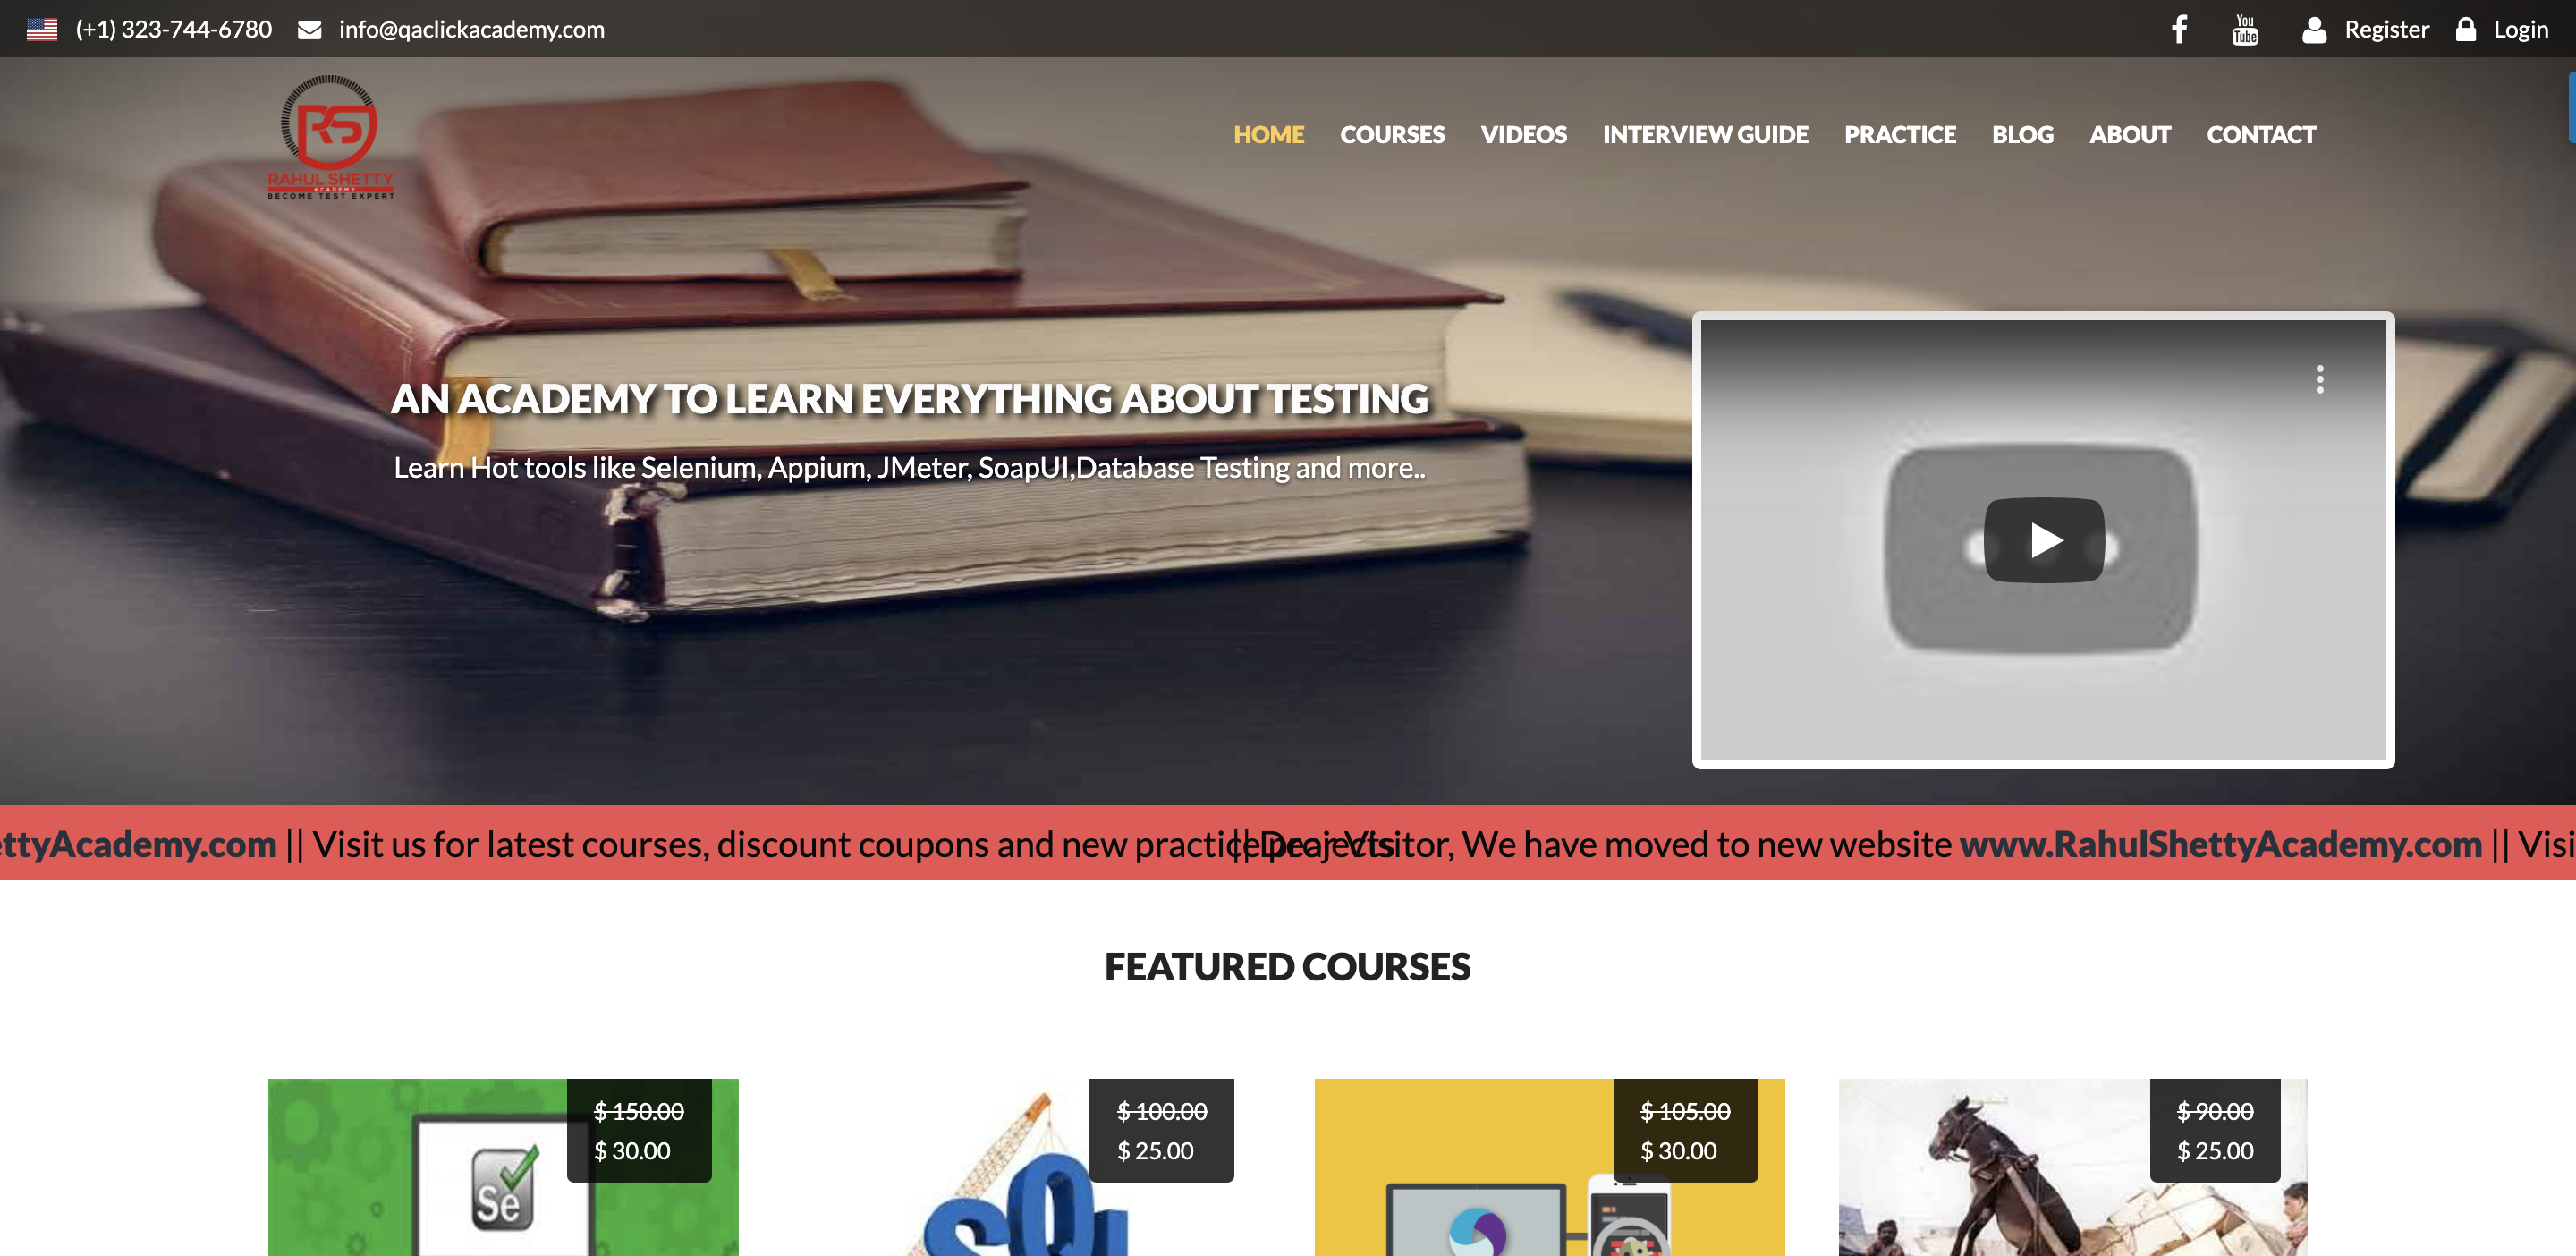 (+1) 323-744-6780 info@qaclickacademy.com
You Tube Register Login
RS
RAHUL SHETTY
ACADEMY
BECOME TEST EXPERT
HOME COURSES VIDEOS INTERVIEW GUIDE PRACTICE BLOG ABOUT CONTACT
AN ACADEMY TO LEARN EVERYTHING ABOUT TESTING
Learn Hot tools like Selenium, Appium, JMeter, SoapUI,Database Testing and more..
ettyAcademy.com || Visit us for latest courses, discount coupons and new practice projects
|| Dear Visitor, We have moved to new website www.RahulShettyAcademy.com || Visi
FEATURED COURSES
$ 150.00
$ 30.00
Se
$ 100.00
$ 25.00
SQL
$ 105.00
$ 30.00
$ 90.00
$ 25.00